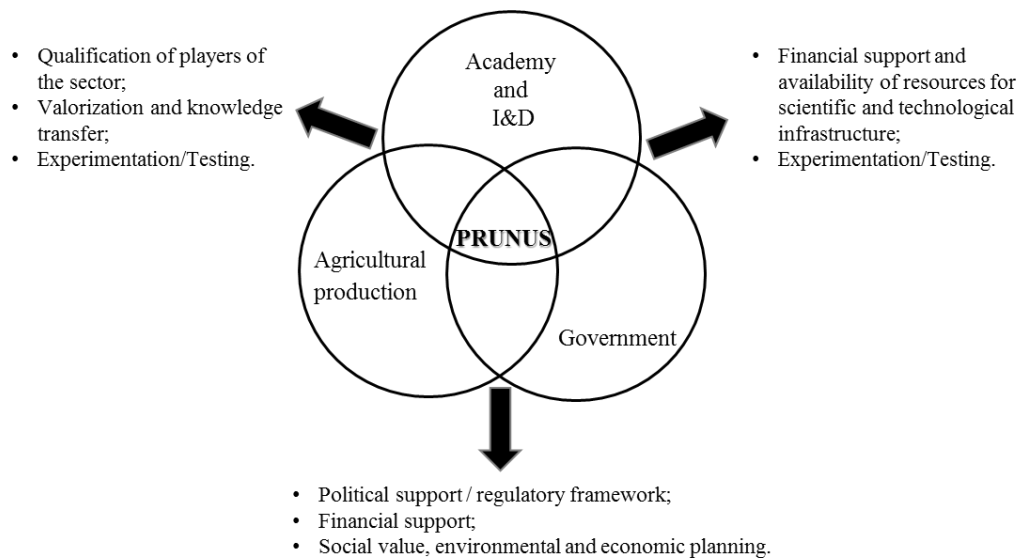 • Qualification of players of
the sector;
• Valorization and knowledge
transfer;
• Experimentation/Testing.
Academy
and
I&D
• Financial support and
availability of resources for
scientific and technological
infrastructure;
• Experimentation/Testing.
PRUNUS
Agricultural
production
Government
• Political support / regulatory framework;
• Financial support;
• Social value, environmental and economic planning.